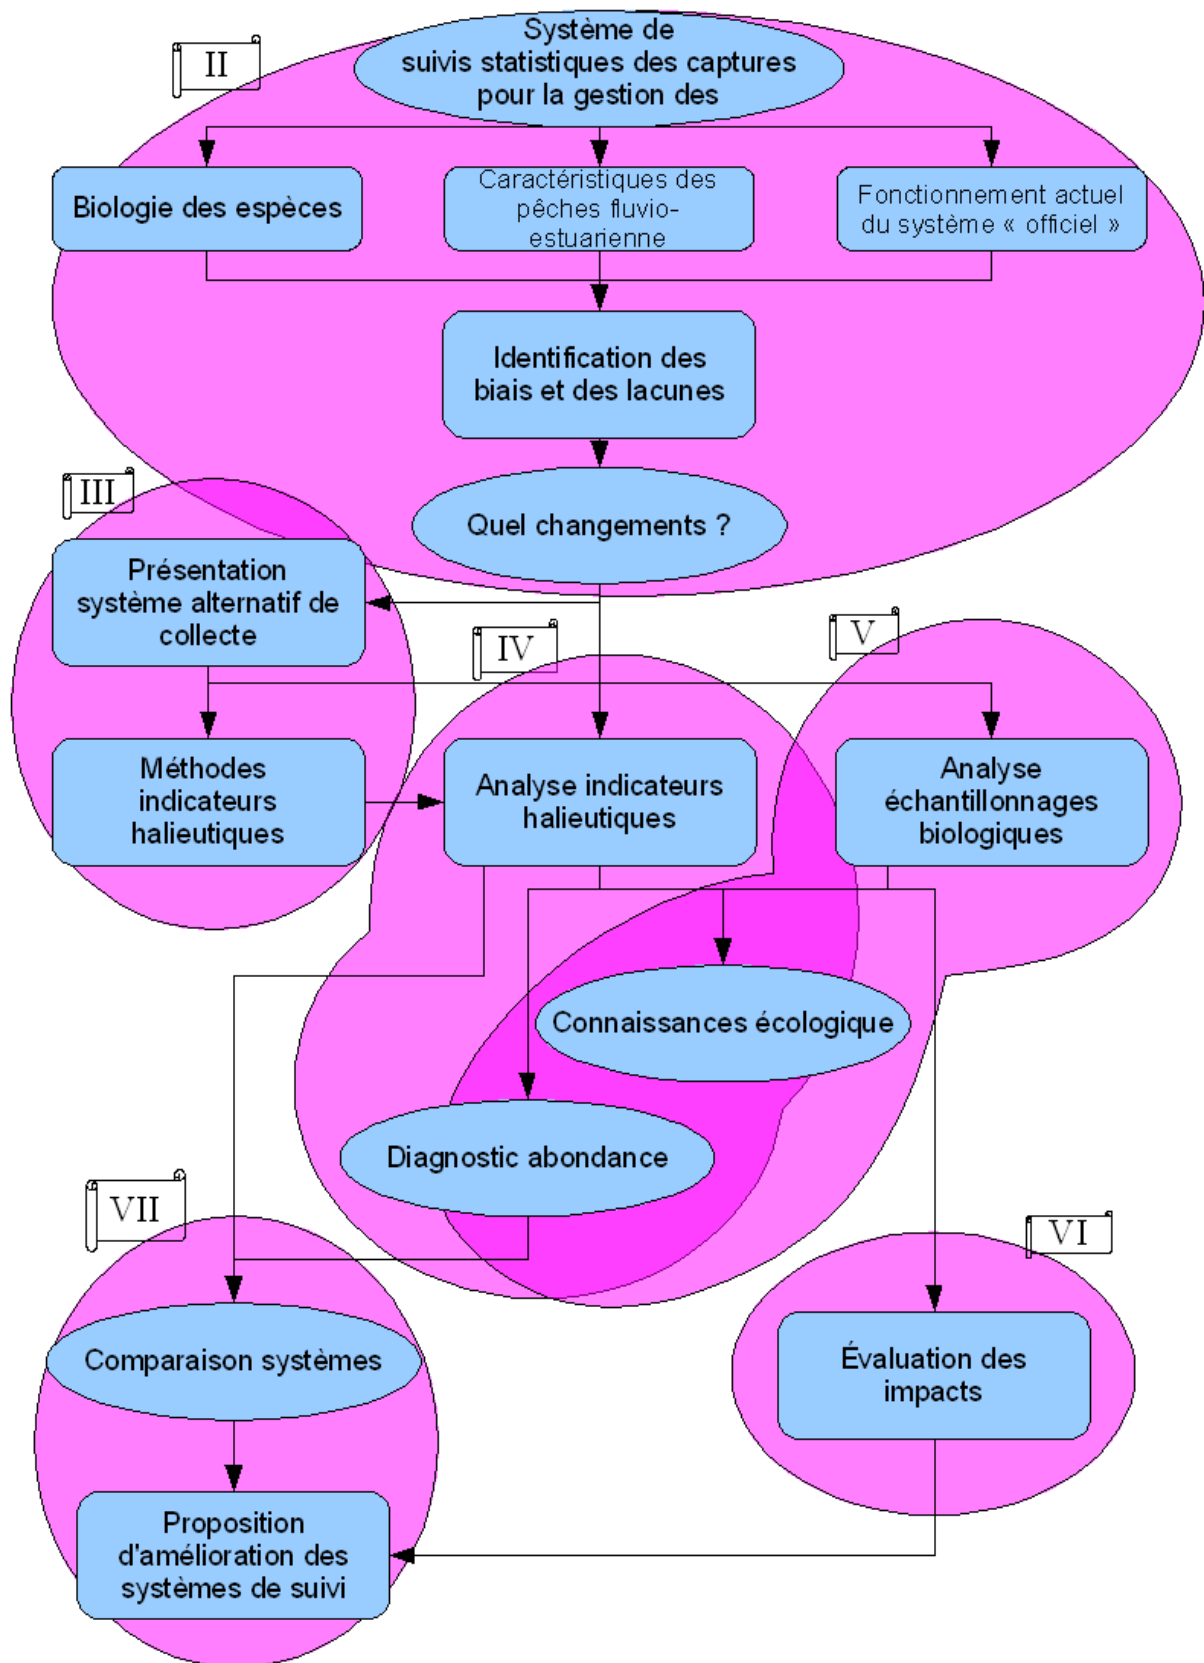 Système de
suivis statistiques des captures
pour la gestion des
II
Biologie des espèces
Caractéristiques des
pêches fluvio-
estuarienne
Fonctionnement actuel
du système « officiel »
Identification des
biais et des lacunes
Quel changements ?
III
Présentation
système alternatif de
collecte
IV
V
Méthodes
indicateurs
halieutiques
Analyse indicateurs
halieutiques
Analyse
échantillonnages
biologiques
Connaissances écologique
Diagnostic abondance
VII
VI
Comparaison systèmes
Évaluation des
impacts
Proposition
d'amélioration des
systèmes de suivi